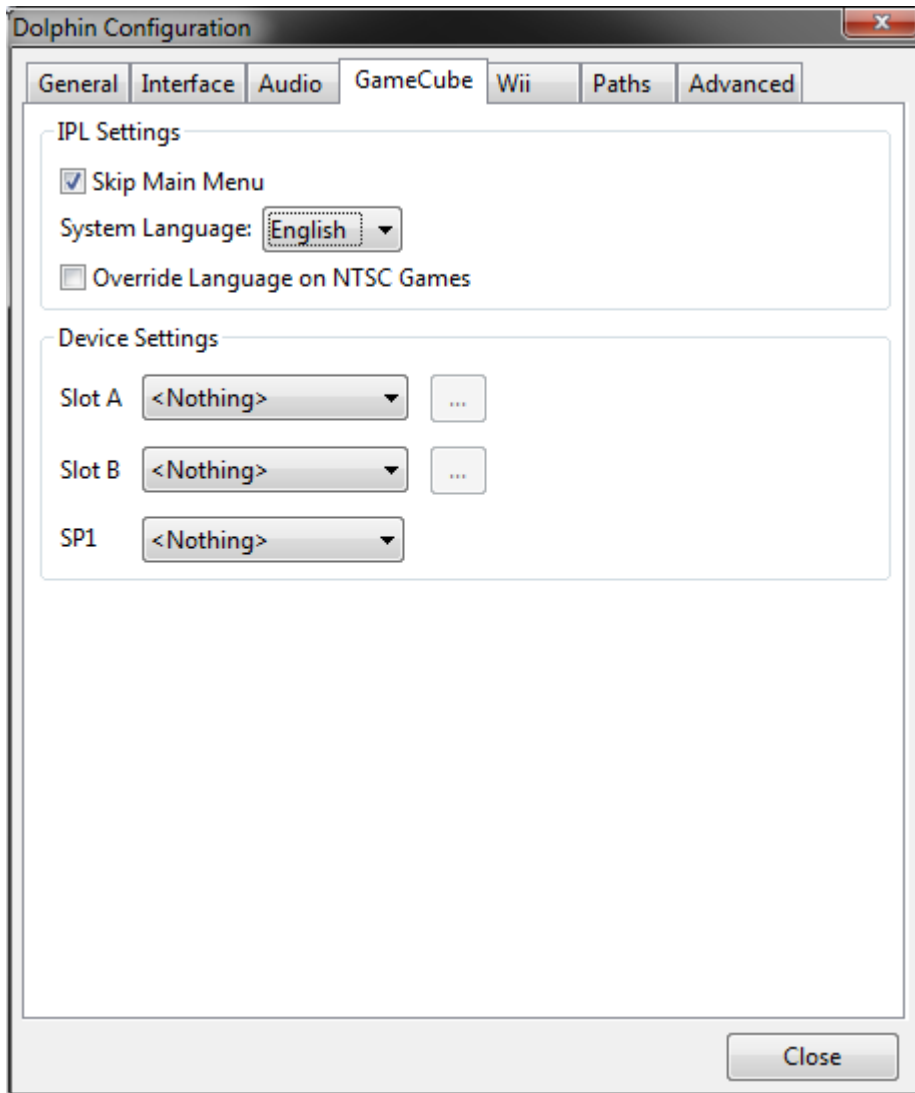 Dolphin Configuration
General Interface Audio GameCube Wii Paths Advanced
IPL Settings
Skip Main Menu
System Language: English
Override Language on NTSC Games
Device Settings
Slot A <Nothing> ...
Slot B <Nothing> ...
SP1 <Nothing>
Close